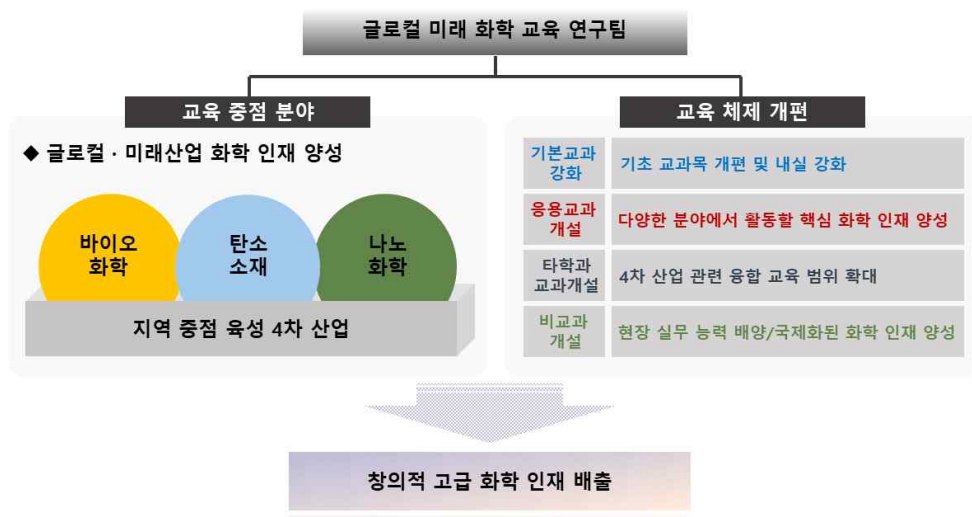 글로컬 미래 화학 교육 연구팀
교육 중점 분야
◆ 글로컬 · 미래산업 화학 인재 양성
바이오
화학
탄소
소재
나노
화학
지역 중점 육성 4차 산업
교육 체제 개편
기본교과
강화
기초 교과목 개편 및 내실 강화
응용교과
개설
다양한 분야에서 활동할 핵심 화학 인재 양성
타학과
교과개설
4차 산업 관련 융합 교육 범위 확대
비교과
개설
현장 실무 능력 배양/국제화된 화학 인재 양성
창의적 고급 화학 인재 배출